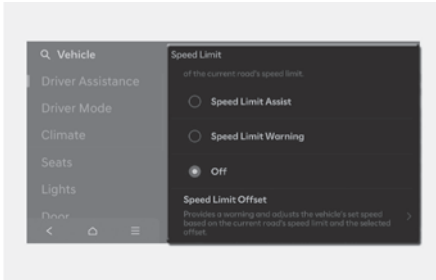 Vehicle
Driver Assistance
Driver Mode
Climate
Seats
Lights
Door
Speed Limit
of the current road's speed limit.
Speed Limit Assist
Speed Limit Warning
Off
Speed Limit Offset
Provides a warning and adjusts the vehicle's set speed
based on the current road's speed limit and the selected
offset.